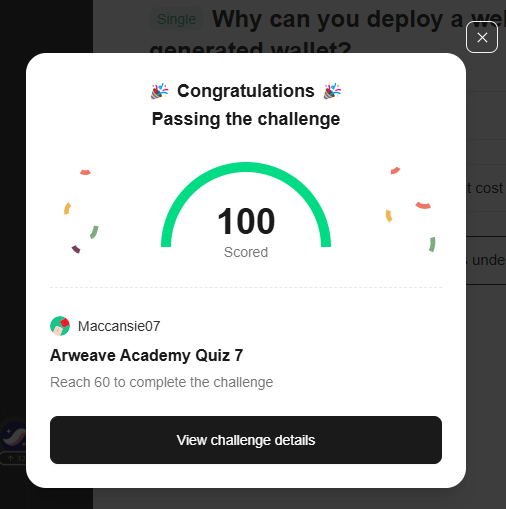 Single Why can you deploy a we
generated wallet?
Congratulations
Passing the challenge
t cost
100
Scored
s unde
Maccansie07
Arweave Academy Quiz 7
Reach 60 to complete the challenge
View challenge details